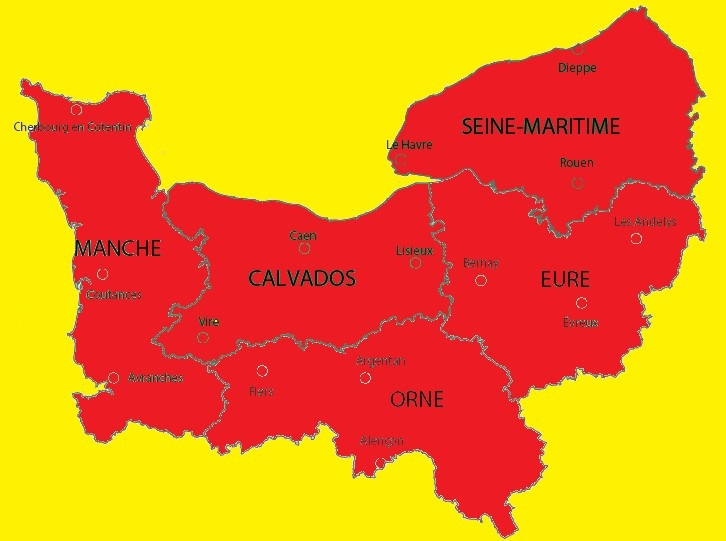 Dieppe
SEINE-MARITIME
Cherbourg en Cotentin
Le Havre
Rouen
Les Andelys
Caen
MANCHE
Lisieux
Bernay
CALVADOS
EURE
Coutances
Vire
Evreux
Argentan
Avranches
Flers
ORNE
Alençon